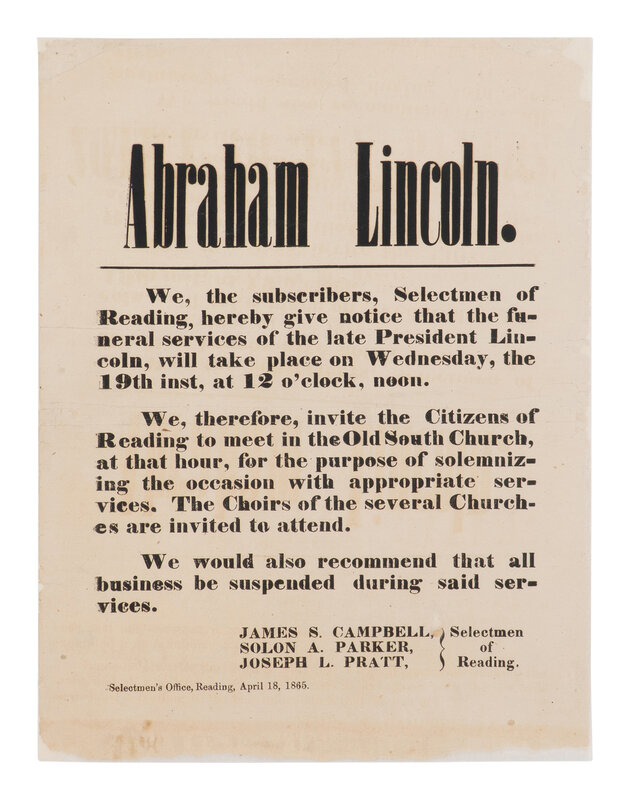 Abraham Lincoln.
We, the subscribers, Selectmen of
Reading, hereby give notice that the fu-
neral services of the late President Lin-
coln, will take place on Wednesday, the
19th inst, at 12 o'clock, noon.
We, therefore, invite the Citizens of
Reading to meet in the Old South Church,
at that hour, for the purpose of solemniz-
ing the occasion with appropriate ser-
vices. The Choirs of the several Church-
es are invited to attend.
We would also recommend that all
business be suspended during said ser-
vices.
JAMES S. CAMPBELL,
SOLON A. PARKER,
JOSEPH L. PRATT,
Selectmen
of
Reading.
Selectmen's Office, Reading, April 18, 1865.